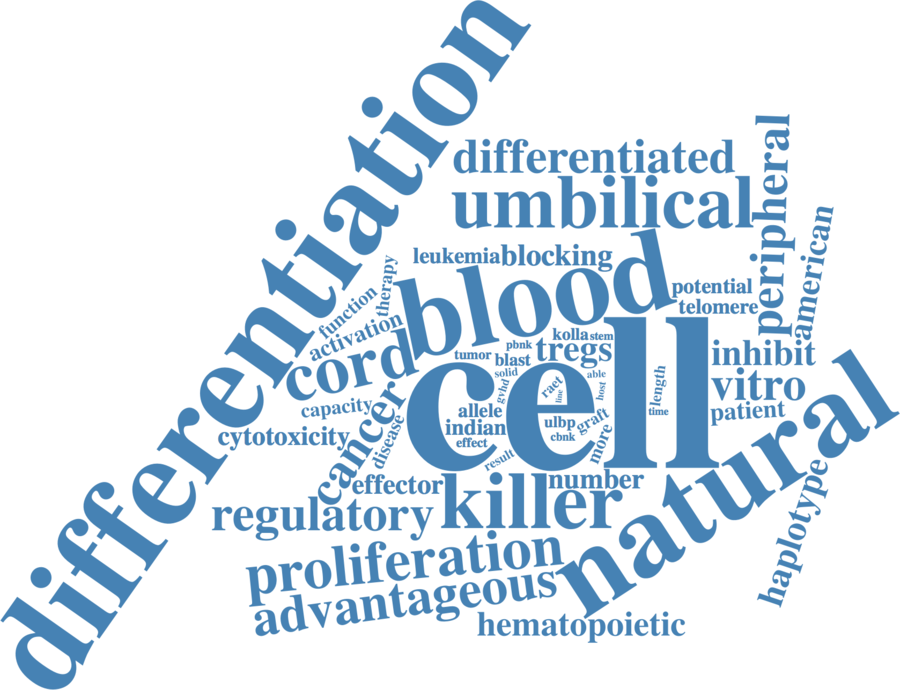 differentiation
differentiated
umbilical
peripheral
american
leukemia
blocking
blood
therapy
function
activation
potential
telomere
cord
kolla
stem
pbnk
tregs
tumor
blast
cell
inhibit
vitro
patient
solid
gvhd
able
host
raet
line
length
time
capacity
cytotoxicity
cancer
disease
allele
indian
effect
ulbp
cbnk
graft
more
result
natural
effector
number
regulatory
killer
haplotype
proliferation
advantageous
hematopoietic